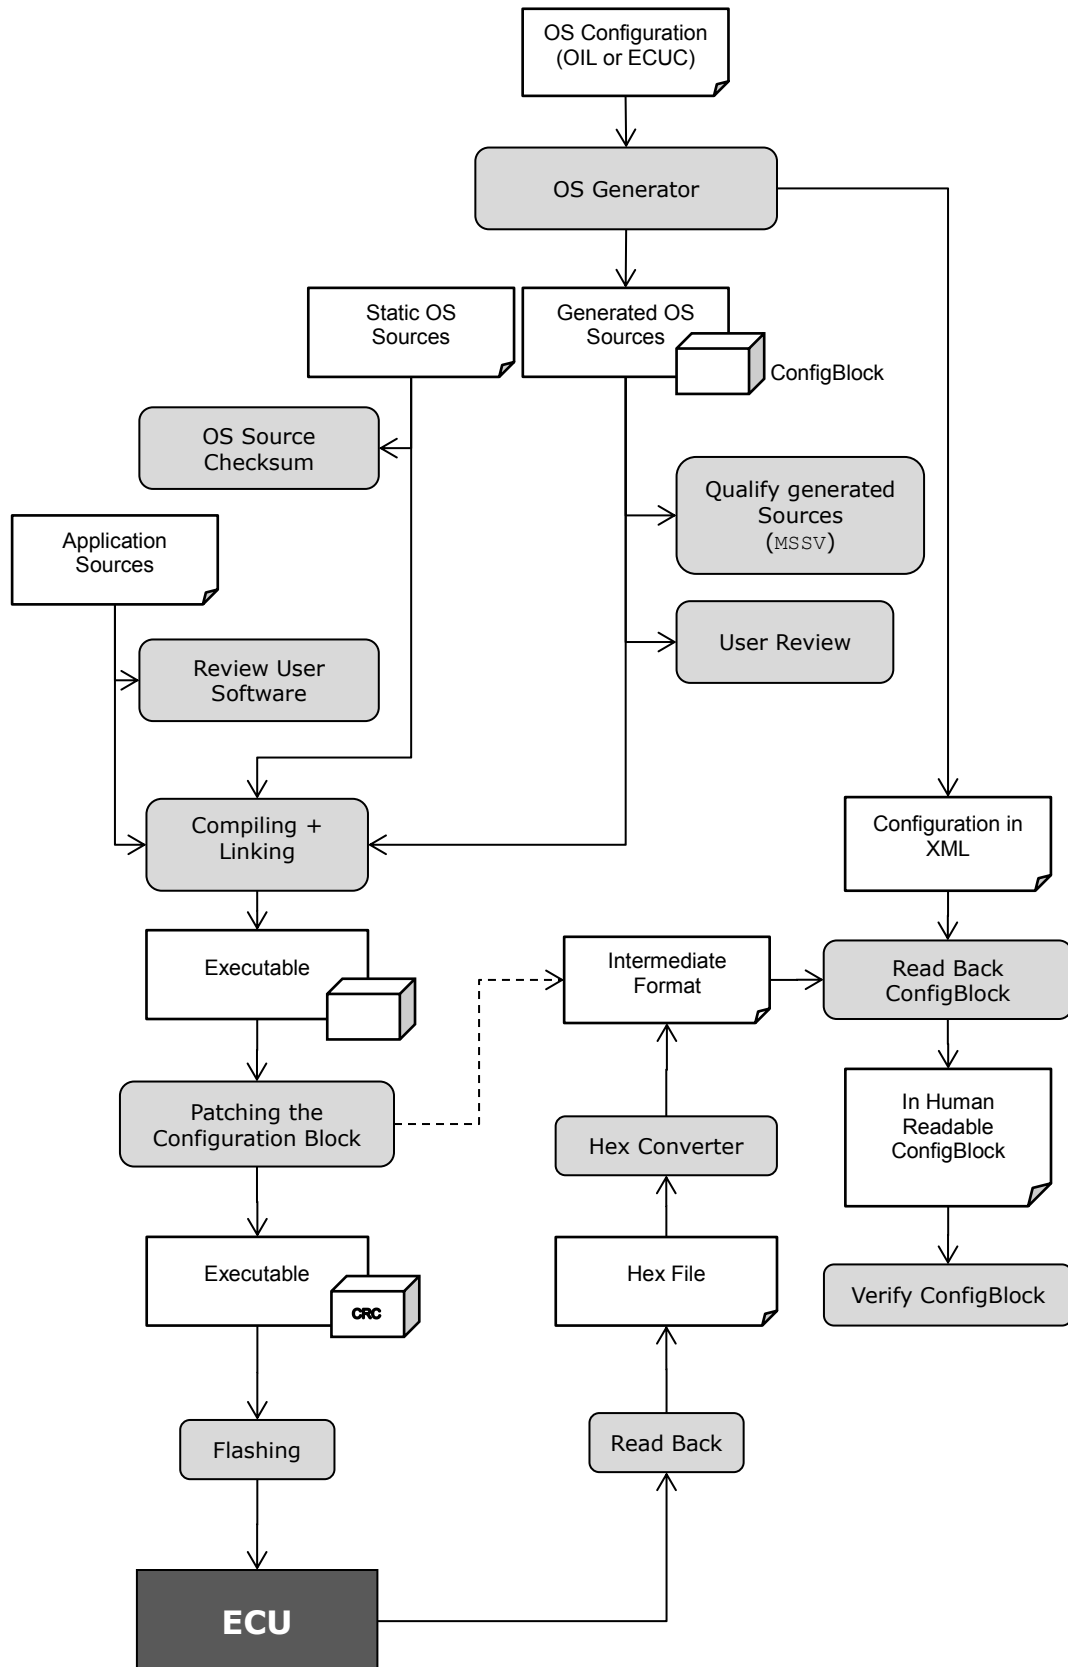 OS Configuration
(OIL or ECUC)
OS Generator
Static OS
Sources
Generated OS
Sources
ConfigBlock
OS Source
Checksum
Qualify generated
Sources
(MSSV)
Application
Sources
User Review
Review User
Software
Compiling +
Linking
Configuration in
XML
Executable
Intermediate
Format
Read Back
ConfigBlock
Patching the
Configuration Block
Hex Converter
In Human
Readable
ConfigBlock
Executable
CRC
Hex File
Verify ConfigBlock
Flashing
Read Back
ECU